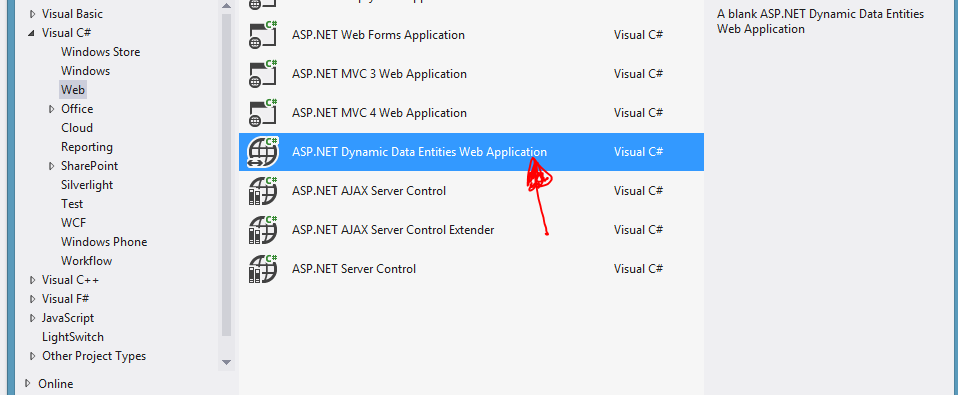 Visual Basic
Visual C#
Windows Store
Windows
Web
Office
Cloud
Reporting
SharePoint
Silverlight
Test
WCF
Windows Phone
Workflow
Visual C++
Visual F#
JavaScript
LightSwitch
Other Project Types
Online
ASP.NET Web Forms Application Visual C#
ASP.NET MVC 3 Web Application Visual C#
ASP.NET MVC 4 Web Application Visual C#
ASP.NET Dynamic Data Entities Web Application Visual C#
ASP.NET AJAX Server Control Visual C#
ASP.NET AJAX Server Control Extender Visual C#
ASP.NET Server Control Visual C#
A blank ASP.NET Dynamic Data Entities
Web Application